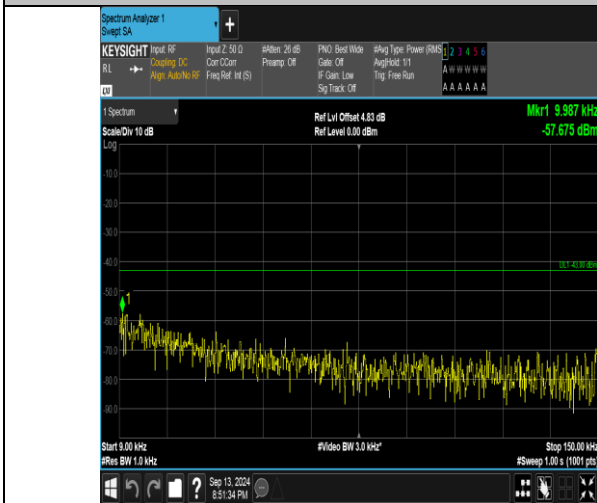 Spectrum Analyzer 1
Swept SA
+
KEYSIGHT
RL
Input: RF
Coupling: DC
Align: Auto/No RF
Input Z: 50 Ω
Corr CCorr
Freq Ref: Int (S)
#Atten: 26 dB
Preamp: Off
PNO: Best Wide
Gate: Off
IF Gain: Low
Sig Track: Off
#Avg Type: Power (RMS
Avg|Hold: 1/1
Trig: Free Run
1 2 3 4 5 6
A W W W W W
A A A A A A
1 Spectrum
Scale/Div 10 dB
Ref Lvl Offset 4.83 dB
Ref Level 0.00 dBm
Mkr1 9.987 kHz
-57.675 dBm
Log
-10.0
-20.0
-30.0
-40.0
DL1 -43.00 dBm
-50.0
1
-60.0
-70.0
-80.0
-90.0
Start 9.00 kHz
#Video BW 3.0 kHz*
Stop 150.00 kHz
#Res BW 1.0 kHz
#Sweep 1.00 s (1001 pts)
?
Sep 13, 2024
8:51:34 PM